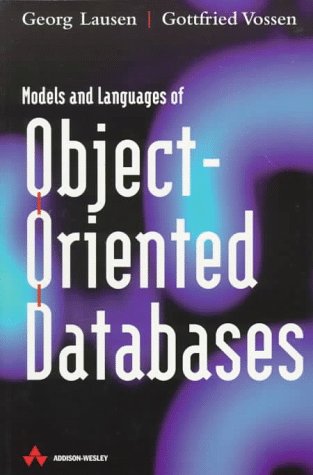 Georg Lausen | Gottfried Vossen
Models and Languages of
Object-
Oriented
Databases
ADDISON-WESLEY